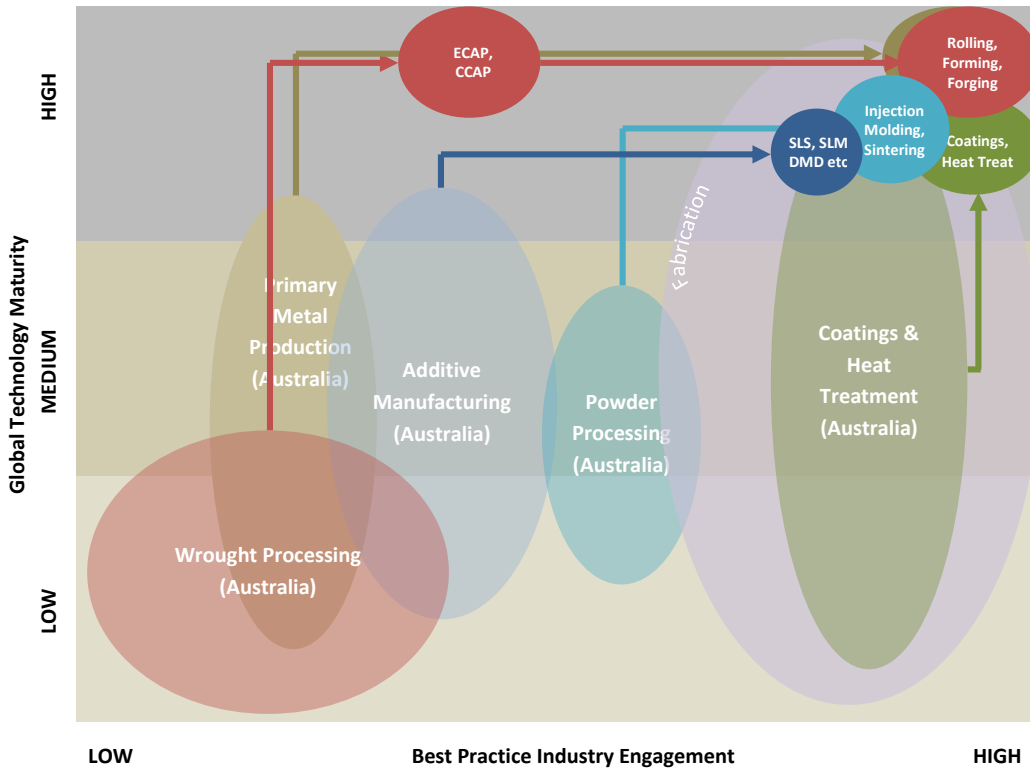 HIGH
MEDIUM
LOW
Global Technology Maturity
ECAP,
CCAP
Rolling,
Forming,
Forging
Injection
Molding,
Sintering
SLS, SLM
DMD etc
Coatings,
Heat Treat
Fabrication
Primary
Metal
Production
(Australia)
Additive
Manufacturing
(Australia)
Powder
Processing
(Australia)
Coatings &
Heat
Treatment
(Australia)
Wrought Processing
(Australia)
LOW
Best Practice Industry Engagement
HIGH